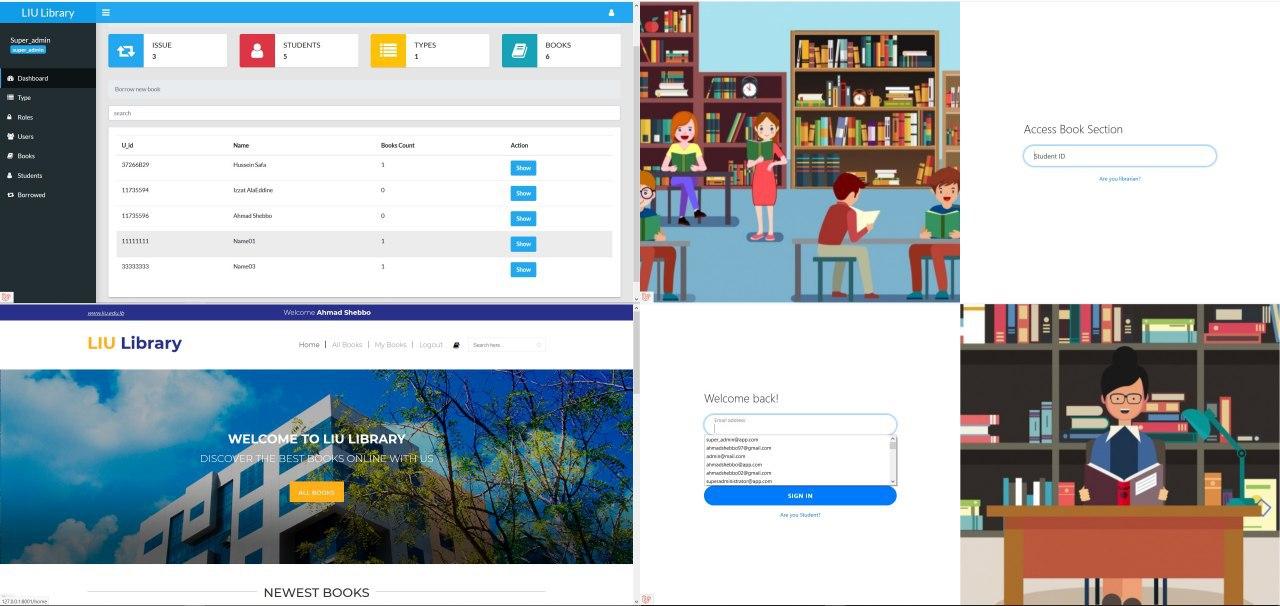 LIU Library
Super_admin
super_admin
Dashboard
Type
Roles
Users
Books
Students
Borrowed
ISSUE
3
STUDENTS
5
TYPES
1
BOOKS
6
Borrow new book
search
U_id Name Books Count Action
37266829 Hussein Safa 1 Show
11735594 Izzat AlaEddine 0 Show
11735596 Ahmad Shebbo 0 Show
11111111 Name01 1 Show
33333333 Name03 1 Show
Access Book Section
Student ID
Are you librarian?
www.liu.edu.lb
Welcome Ahmad Shebbo
LIU Library
Home | All Books | My Books | Logout
Search here
WELCOME TO LIU LIBRARY
DISCOVER THE BEST BOOKS ONLINE WITH US
ALL BOOKS
NEWEST BOOKS
127.0.0.1:8001/home
Welcome back!
Email address
super_admin@app.com
ahmadshebbo97@gmail.com
admin@mail.com
ahmadshebbo@app.com
ahmadshebbo02@gmail.com
superadministrator@app.com
SIGN IN
Are you Student?